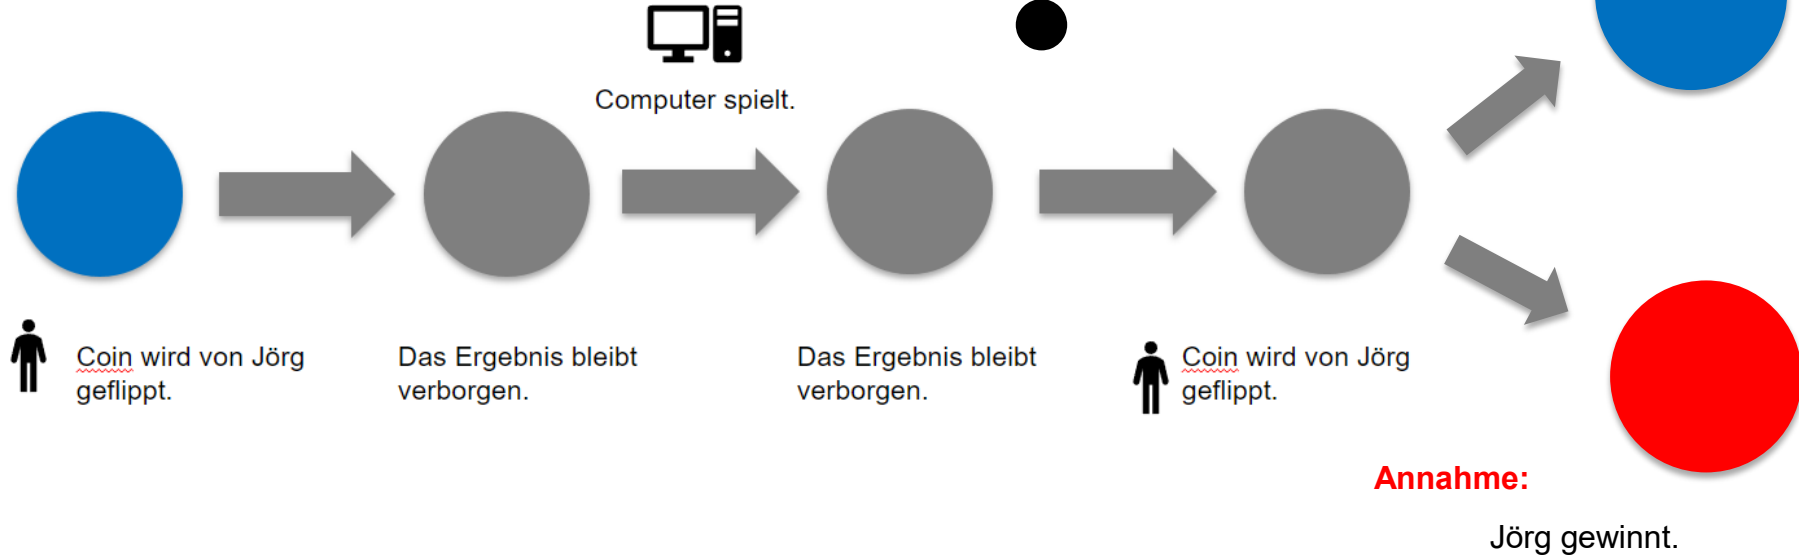 Computer spielt.
Coin wird von Jörg
geflippt.
Das Ergebnis bleibt
verborgen.
Das Ergebnis bleibt
verborgen.
Coin wird von Jörg
geflippt.
Annahme:
Jörg gewinnt.